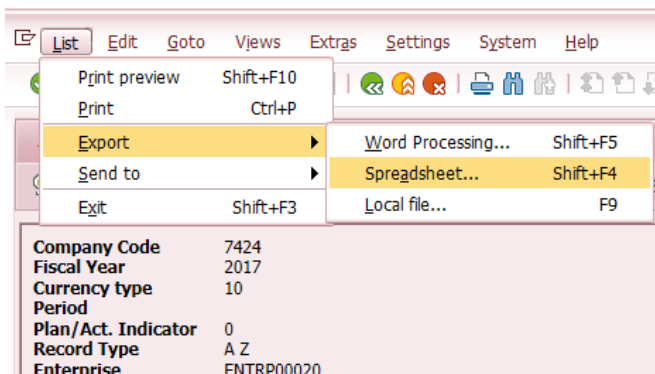 List Edit Goto Views Extras Settings System Help
Print preview Shift+F10
Print Ctrl+P
Export
Word Processing... Shift+F5
Send to
Spreadsheet... Shift+F4
Exit Shift+F3
Local file... F9
Company Code 7424
Fiscal Year 2017
Currency type 10
Period
Plan/Act. Indicator 0
Record Type A Z
Enterprise ENTRP00020